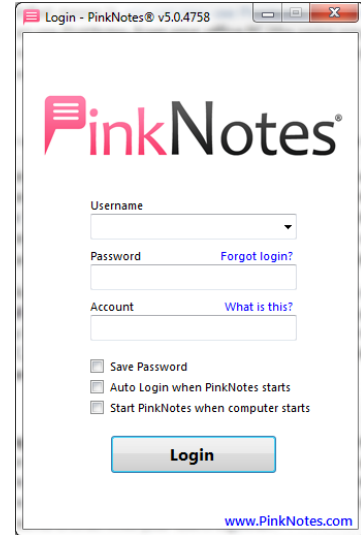 Login - PinkNotes® v5.0.4758
PinkNotes®
Username
Password Forgot login?
Account What is this?
Save Password
Auto Login when PinkNotes starts
Start PinkNotes when computer starts
Login
www.PinkNotes.com